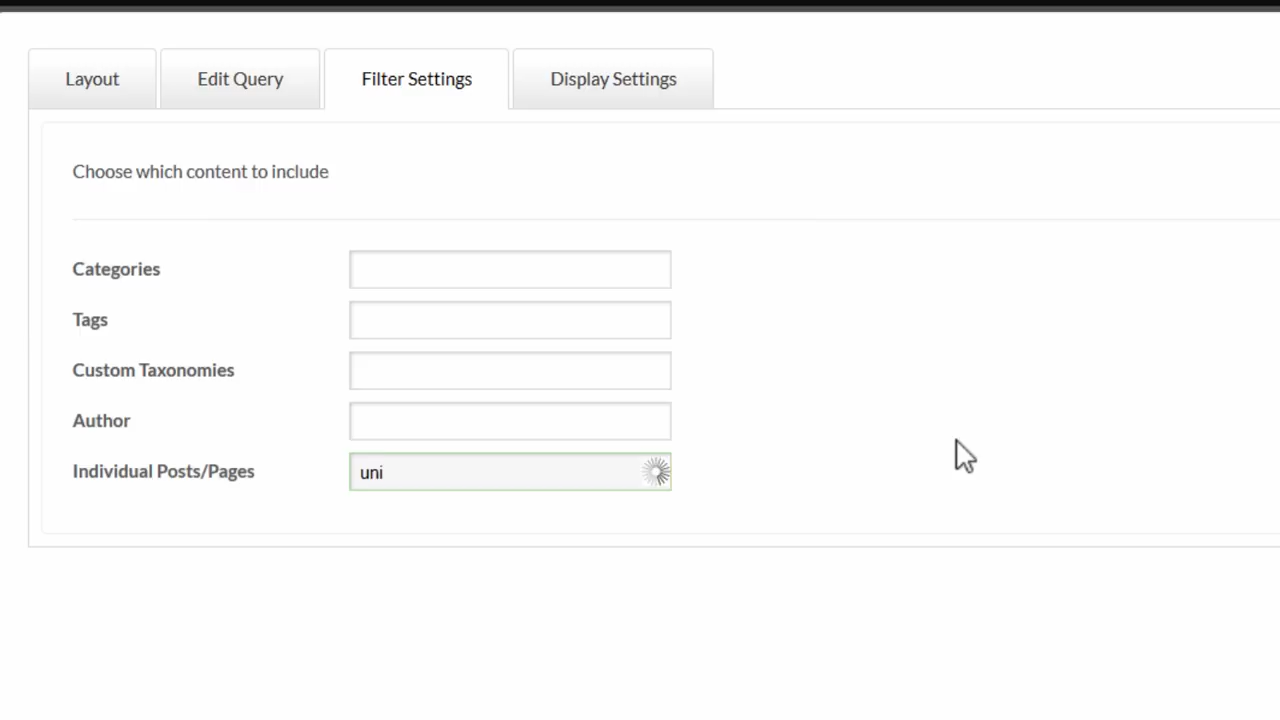 Layout Edit Query Filter Settings Display Settings
Choose which content to include
Categories
Tags
Custom Taxonomies
Author
Individual Posts/Pages uni